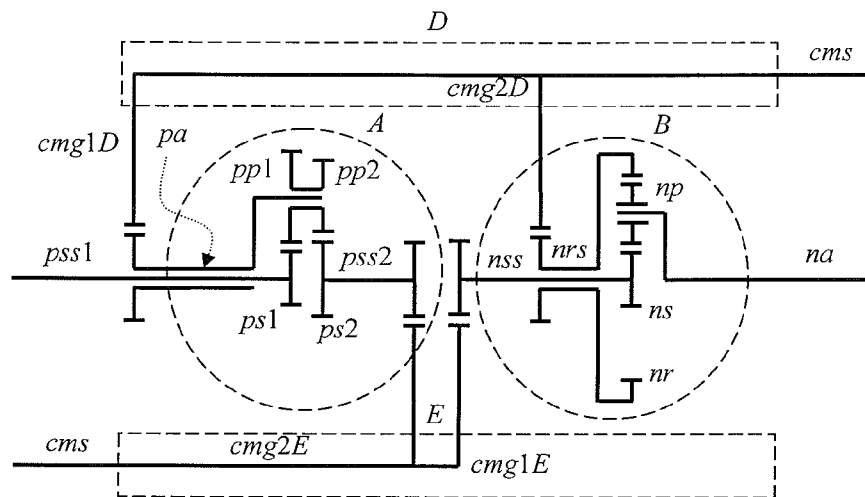 D
cms
cmg2D
cmg1D
pa
A
B
pp1
pp2
np
pss1
pss2
nss
nrs
na
ps1
ps2
ns
nr
E
cms
cmg2E
cmg1E